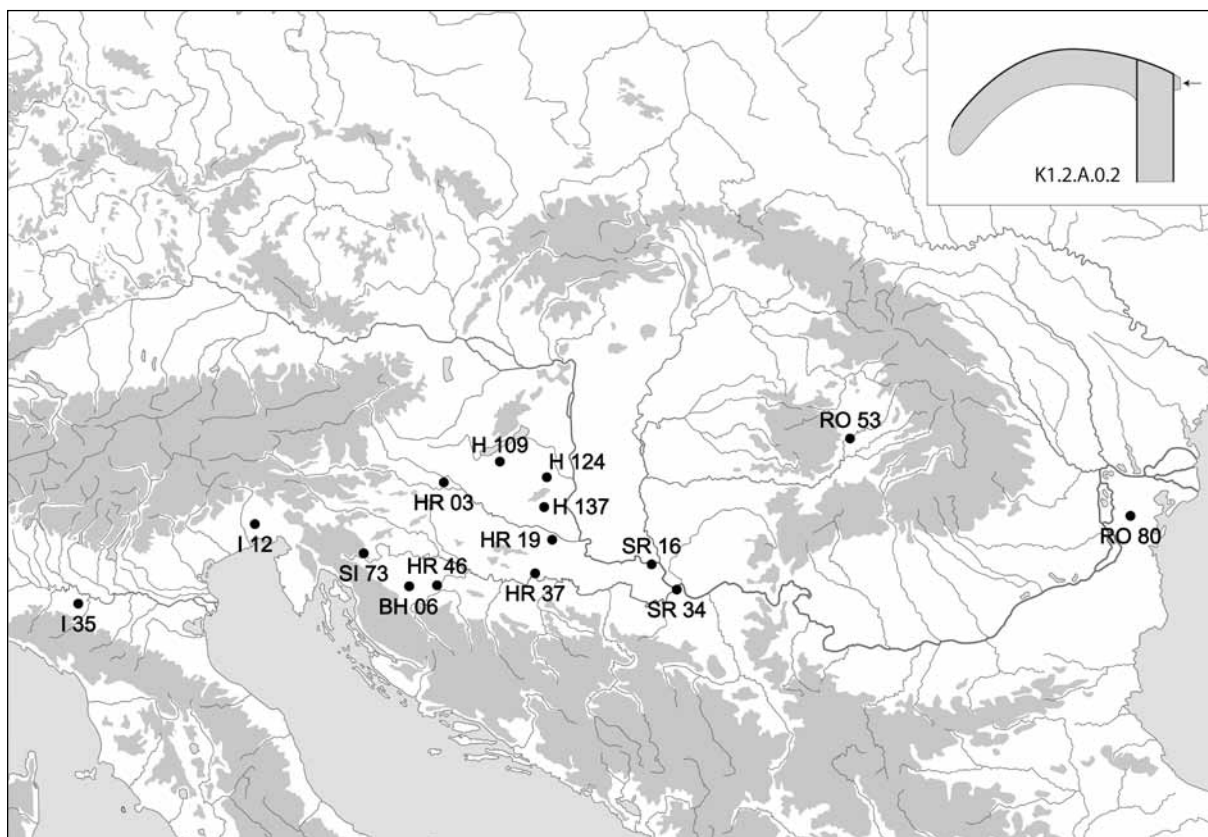 K1.2.A.0.2
RO 53
H 109
H 124
HR 03
H 137
RO 80
I 12
HR 19
SI 73
HR 46
SR 16
BH 06
HR 37
SR 34
I 35